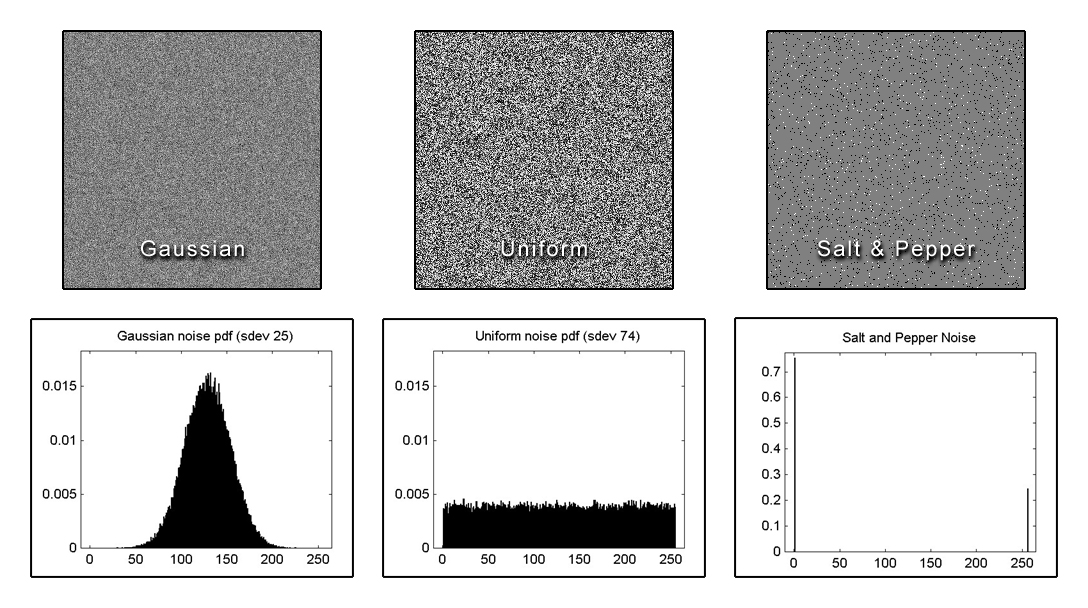 Gaussian
Uniform
Salt & Pepper
Gaussian noise pdf (sdev 25)
0.015
0.01
0.005
0
0 50 100 150 200 250
Uniform noise pdf (sdev 74)
0.015
0.01
0.005
0
0 50 100 150 200 250
Salt and Pepper Noise
0.7
0.6
0.5
0.4
0.3
0.2
0.1
0
0 50 100 150 200 250